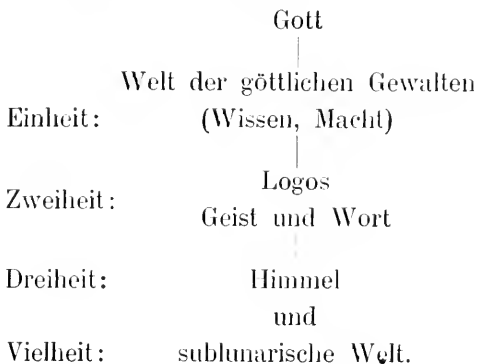 Gott
Welt der göttlichen Gewalten
Einheit: (Wissen, Macht)
Logos
Zweiheit:
Geist und Wort
Dreiheit: Himmel
und
Vielheit: sublunarische Welt.